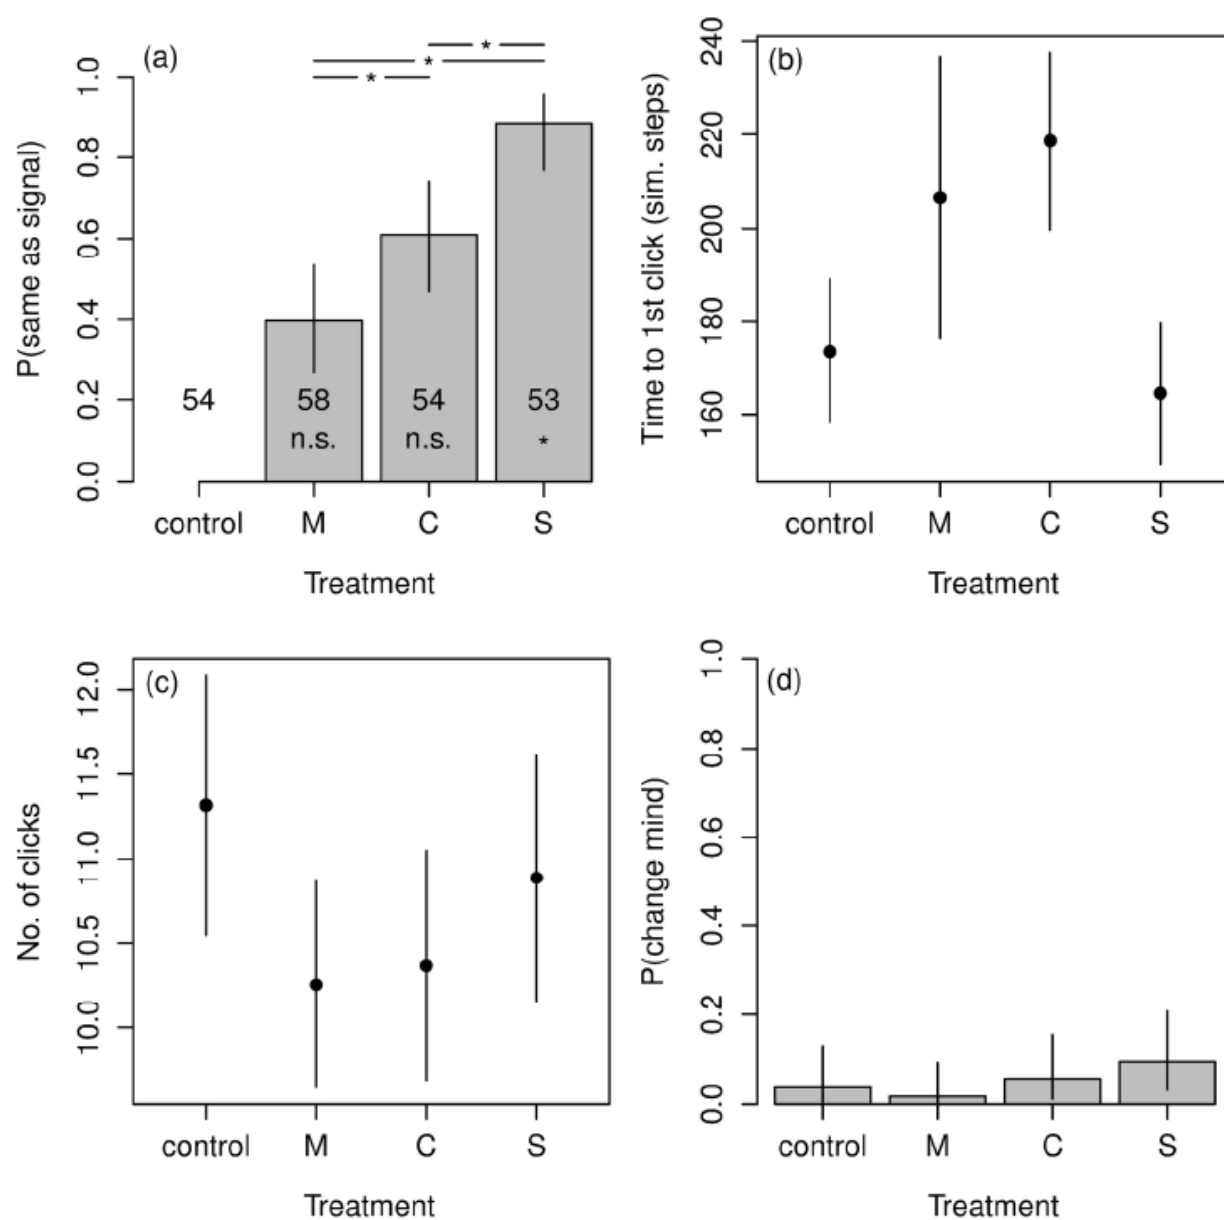 (a)
*
*
*
P(same as signal)
1.0
0.8
0.6
0.4
0.2
0.0
54 58 54 53
n.s. n.s. *
control M C S
Treatment
(b)
Time to 1st click (sim. steps)
240
220
200
180
160
control M C S
Treatment
(c)
No. of clicks
12.0
11.5
11.0
10.5
10.0
control M C S
Treatment
(d)
P(change mind)
1.0
0.8
0.6
0.4
0.2
0.0
control M C S
Treatment